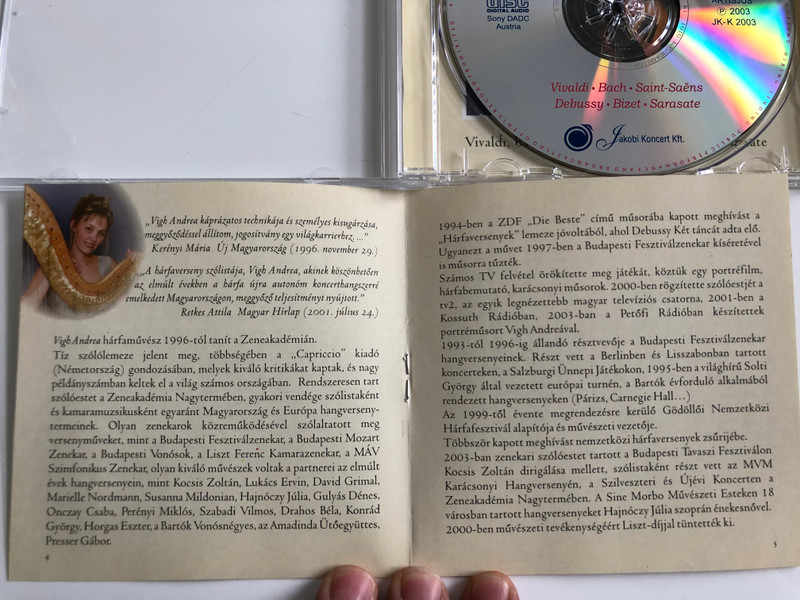 DIGITAL AUDIO
Sony DADC
Austria
ARTISJUS
℗ 2003
JK-K 2003
Vivaldi • Bach • Saint-Saëns
Debussy • Bizet • Sarasate
Jakobi Koncert Kft.
Vivaldi,
„Vigh Andrea káprázatos technikája és személyes kisugárzása,
meggyőződéssel állítom, jogosítvány egy világkarrierhez ...”
Kerényi Mária Új Magyarország (1996. november 29.)
„A hárfaverseny szólistája, Vigh Andrea, akinek köszönhetően
az elmúlt években a hárfa újra autonóm koncerthangszerré
emelkedett Magyarországon, meggyőző teljesítményt nyújtott.”
Retkes Attila Magyar Hírlap (2001. július 24.)
Vigh Andrea hárfaművész 1996-tól tanít a Zeneakadémián.
Tíz szólólemeze jelent meg, többségében a „Capriccio” kiadó
(Németország) gondozásában, melyek kiváló kritikákat kaptak, és nagy
példányszámban keltek el a világ számos országában. Rendszeresen tart
szólóestet a Zeneakadémia Nagytermében, gyakori vendége szólistaként
és kamaramuzsikusként egyaránt Magyarország és Európa hangverseny-
termeinek. Olyan zenekarok közreműködésével szólaltatott meg
versenyműveket, mint a Budapesti Fesztiválzenekar, a Budapesti Mozart
Zenekar, a Budapesti Vonósok, a Liszt Ferenc Kamarazenekar, a MÁV
Szimfonikus Zenekar, olyan kiváló művészek voltak a partnerei az elmúlt
évek hangversenyein, mint Kocsis Zoltán, Lukács Ervin, David Grimal,
Marielle Nordmann, Susanna Mildonian, Hajnóczy Júlia, Gulyás Dénes,
Onczay Csaba, Perényi Miklós, Szabadi Vilmos, Drahos Béla, Konrád
György, Horgas Eszter, a Bartók Vonósnégyes, az Amadinda Ütőegyüttes,
Presser Gábor.
4
1994-ben a ZDF „Die Beste” című műsorába kapott meghívást a
„Hárfaversenyek” lemeze jóvoltából, ahol Debussy Két táncát adta elő.
Ugyanezt a művet 1997-ben a Budapesti Fesztiválzenekar kíséretével
is műsorra tűzték.
Számos TV felvétel örökítette meg játékát, köztük egy portréfilm,
hárfabemutató, karácsonyi műsorok. 2000-ben rögzítette szólóestjét a
tv2, az egyik legnézettebb magyar televíziós csatorna, 2001-ben a
Kossuth Rádióban, 2003-ban a Petőfi Rádióban készítettek
portréműsort Vigh Andreával.
1993-tól 1996-ig állandó résztvevője a Budapesti Fesztiválzenekar
hangversenyeinek. Részt vett a Berlinben és Lisszabonban tartott
koncerteken, a Salzburgi Ünnepi Játékokon, 1995-ben a világhírű Solti
György által vezetett európai turnén, a Bartók évforduló alkalmából
rendezett hangversenyeken (Párizs, Carnegie Hall…)
Az 1999-től évente megrendezésre kerülő Gödöllői Nemzetközi
Hárfafesztivál alapítója és művészeti vezetője.
Többször kapott meghívást nemzetközi hárfaversenyek zsűrijébe.
2003-ban zenekari szólóestet tartott a Budapesti Tavaszi Fesztiválon
Kocsis Zoltán dirigálása mellett, szólistaként részt vett az MVM
Karácsonyi Hangversenyén, a Szilveszteri és Újévi Koncerten a
Zeneakadémia Nagytermében. A Sine Morbo Művészeti Esteken 18
városban tartott hangversenyeket Hajnóczy Júlia szoprán énekesnővel.
2000-ben művészeti tevékenységéért Liszt-díjjal tüntették ki.
5